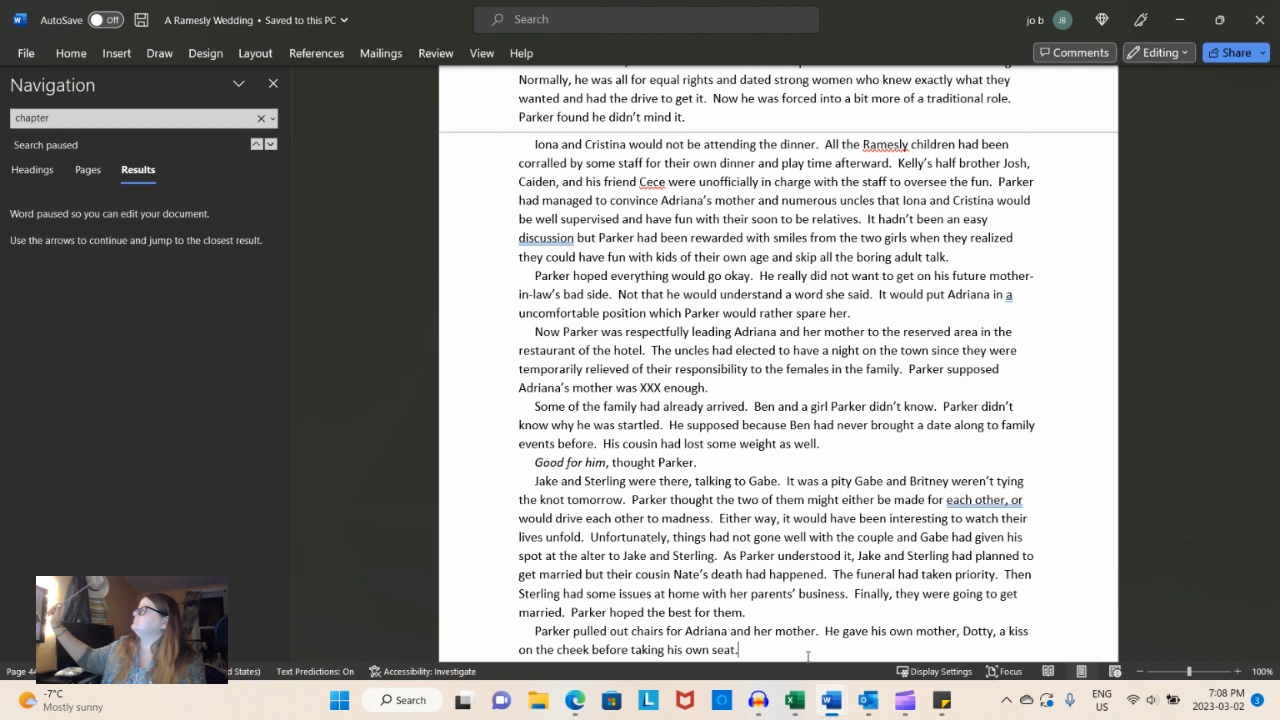 AutoSave Off A Ramesly Wedding • Saved to this PC Search jo b JB
File Home Insert Draw Design Layout References Mailings Review View Help Comments Editing Share
Navigation
chapter
Search paused
Headings Pages Results
Word paused so you can edit your document.
Use the arrows to continue and jump to the closest result.
Normally, he was all for equal rights and dated strong women who knew exactly what they
wanted and had the drive to get it. Now he was forced into a bit more of a traditional role.
Parker found he didn't mind it.
Iona and Cristina would not be attending the dinner. All the Ramesly children had been
corralled by some staff for their own dinner and play time afterward. Kelly's half brother Josh,
Caiden, and his friend Cece were unofficially in charge with the staff to oversee the fun. Parker
had managed to convince Adriana's mother and numerous uncles that Iona and Cristina would
be well supervised and have fun with their soon to be relatives. It hadn't been an easy
discussion but Parker had been rewarded with smiles from the two girls when they realized
they could have fun with kids of their own age and skip all the boring adult talk.
Parker hoped everything would go okay. He really did not want to get on his future mother-
in-law's bad side. Not that he would understand a word she said. It would put Adriana in a
uncomfortable position which Parker would rather spare her.
Now Parker was respectfully leading Adriana and her mother to the reserved area in the
restaurant of the hotel. The uncles had elected to have a night on the town since they were
temporarily relieved of their responsibility to the females in the family. Parker supposed
Adriana's mother was XXX enough.
Some of the family had already arrived. Ben and a girl Parker didn't know. Parker didn't
know why he was startled. He supposed because Ben had never brought a date along to family
events before. His cousin had lost some weight as well.
Good for him, thought Parker.
Jake and Sterling were there, talking to Gabe. It was a pity Gabe and Britney weren't tying
the knot tomorrow. Parker thought the two of them might either be made for each other, or
would drive each other to madness. Either way, it would have been interesting to watch their
lives unfold. Unfortunately, things had not gone well with the couple and Gabe had given his
spot at the alter to Jake and Sterling. As Parker understood it, Jake and Sterling had planned to
get married but their cousin Nate's death had happened. The funeral had taken priority. Then
Sterling had some issues at home with her parents' business. Finally, they were going to get
married. Parker hoped the best for them.
Parker pulled out chairs for Adriana and her mother. He gave his own mother, Dotty, a kiss
on the cheek before taking his own seat.
Page 44 d States) Text Predictions: On Accessibility: Investigate Display Settings Focus 100%
-7°C
Mostly sunny
Search
ENG
US
7:08 PM
2023-03-02
3